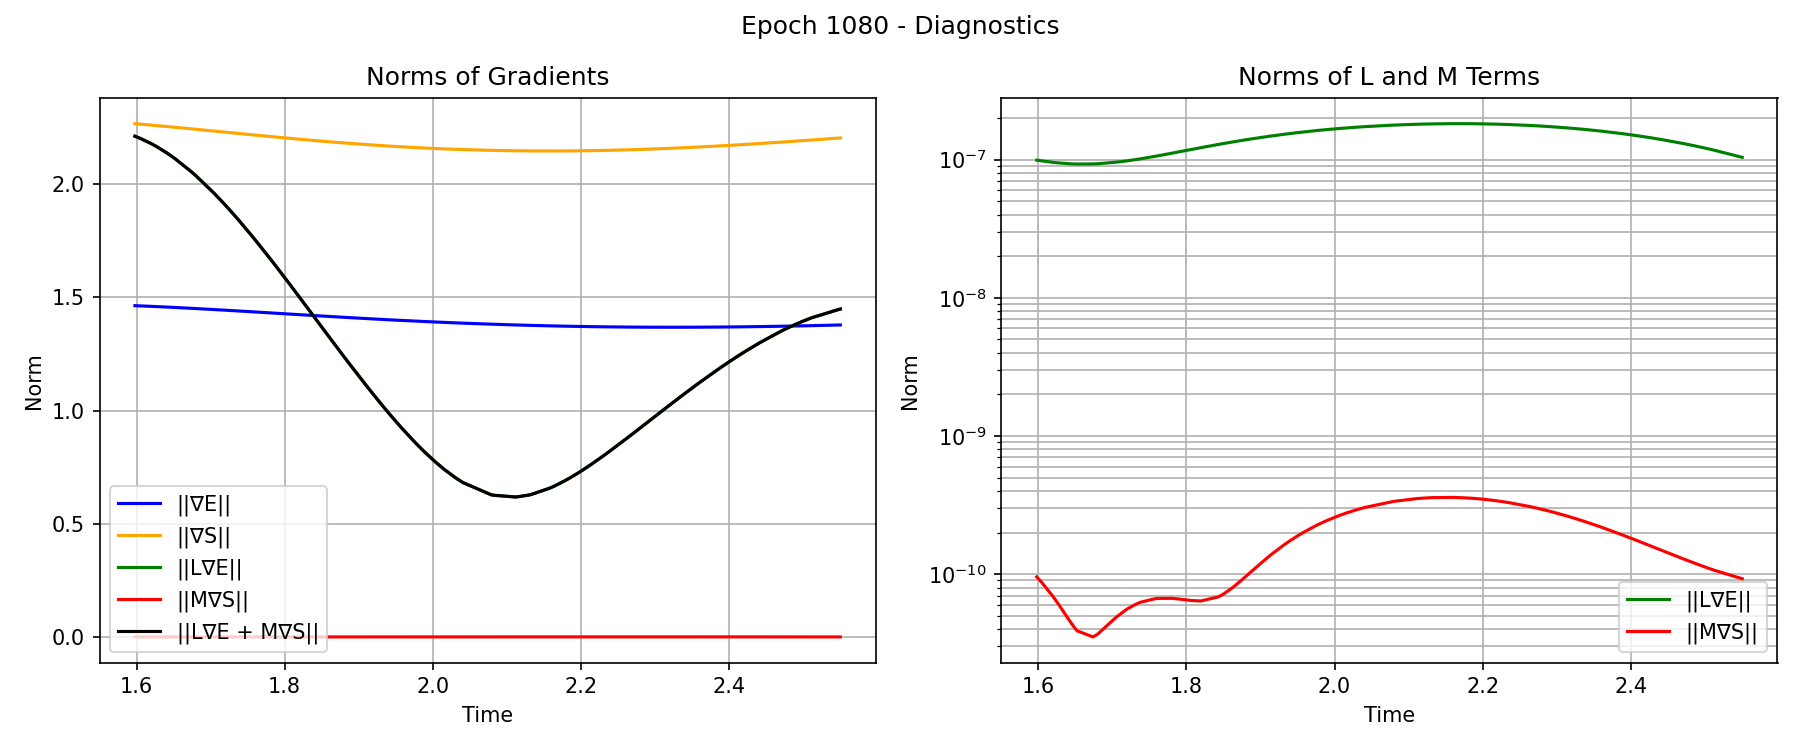 Epoch 1080 - Diagnostics
Norms of Gradients
Norm
2.0
1.5
1.0
0.5
0.0
||∇E||
||∇S||
||L∇E||
||M∇S||
||L∇E + M∇S||
1.6
1.8
2.0
2.2
2.4
Time
Norms of L and M Terms
Norm
10⁻⁷
10⁻⁸
10⁻⁹
10⁻¹⁰
||L∇E||
||M∇S||
1.6
1.8
2.0
2.2
2.4
Time